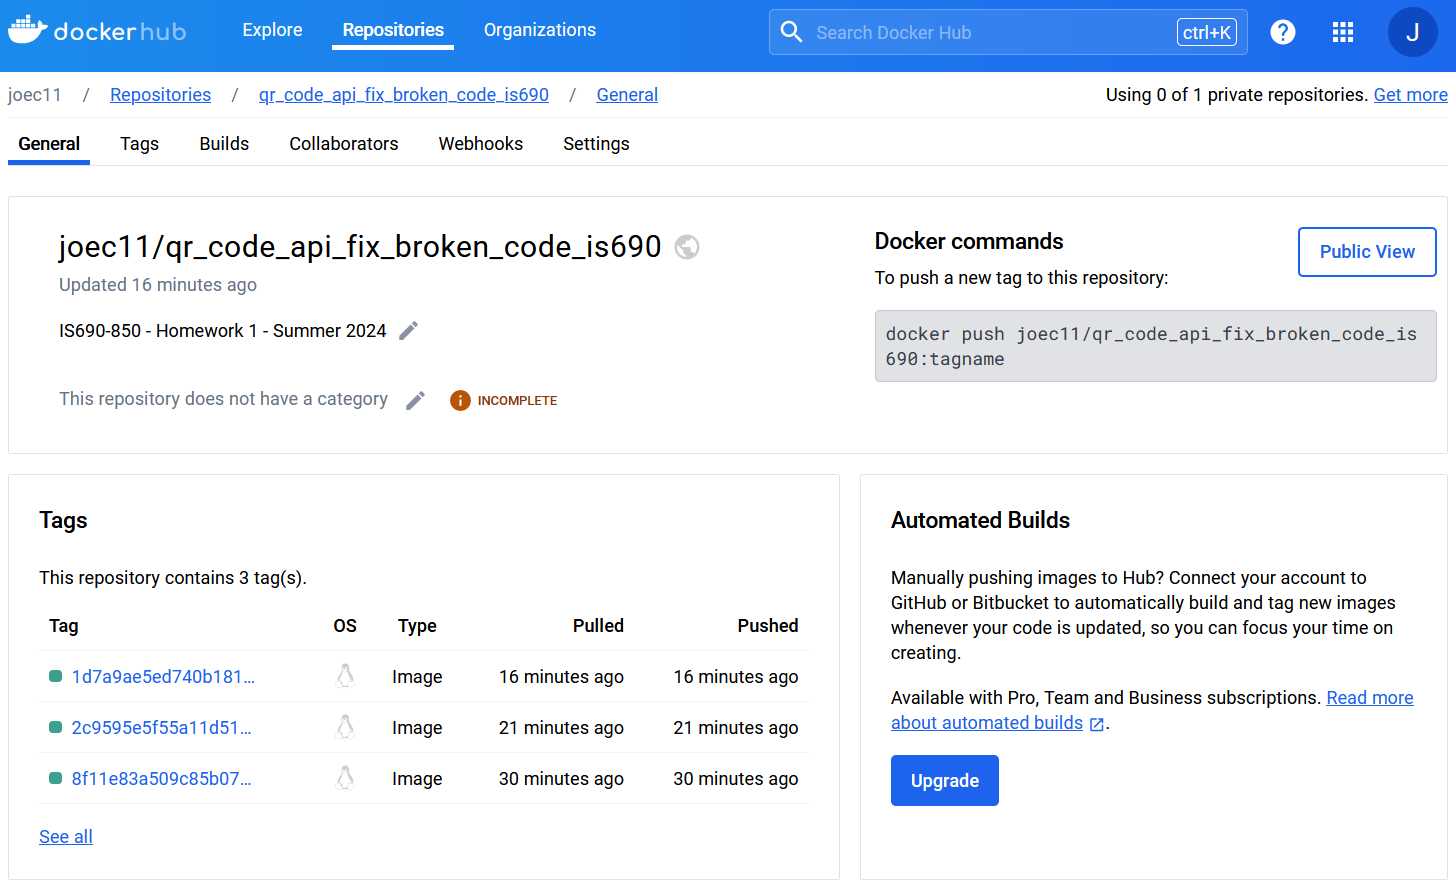 dockerhub
Explore
Repositories
Organizations
Search Docker Hub
ctrl+K
?
J
joec11 / Repositories / qr_code_api_fix_broken_code_is690 / General
Using 0 of 1 private repositories. Get more
General
Tags
Builds
Collaborators
Webhooks
Settings
joec11/qr_code_api_fix_broken_code_is690
Updated 16 minutes ago
IS690-850 - Homework 1 - Summer 2024
This repository does not have a category
i INCOMPLETE
Docker commands
Public View
To push a new tag to this repository:
docker push joec11/qr_code_api_fix_broken_code_is
690:tagname
Tags
This repository contains 3 tag(s).
Tag OS Type Pulled Pushed
1d7a9ae5ed740b181... Image 16 minutes ago 16 minutes ago
2c9595e5f55a11d51... Image 21 minutes ago 21 minutes ago
8f11e83a509c85b07... Image 30 minutes ago 30 minutes ago
See all
Automated Builds
Manually pushing images to Hub? Connect your account to
GitHub or Bitbucket to automatically build and tag new images
whenever your code is updated, so you can focus your time on
creating.
Available with Pro, Team and Business subscriptions. Read more
about automated builds.
Upgrade